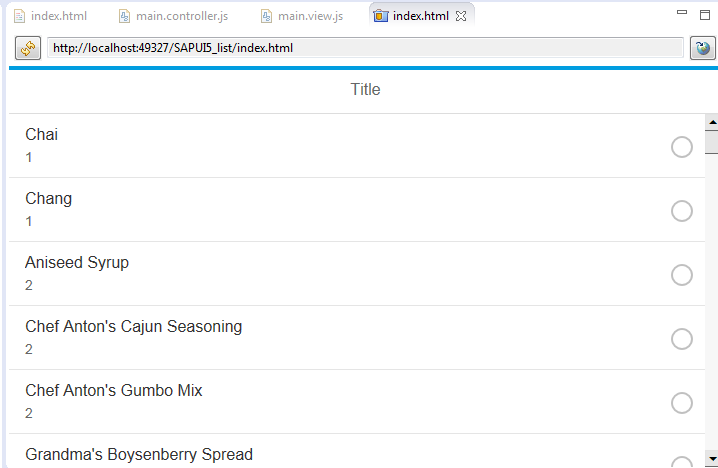 index.html main.controller.js main.view.js index.html
http://localhost:49327/SAPUI5_list/index.html
Title
Chai
1
Chang
1
Aniseed Syrup
2
Chef Anton's Cajun Seasoning
2
Chef Anton's Gumbo Mix
2
Grandma's Boysenberry Spread